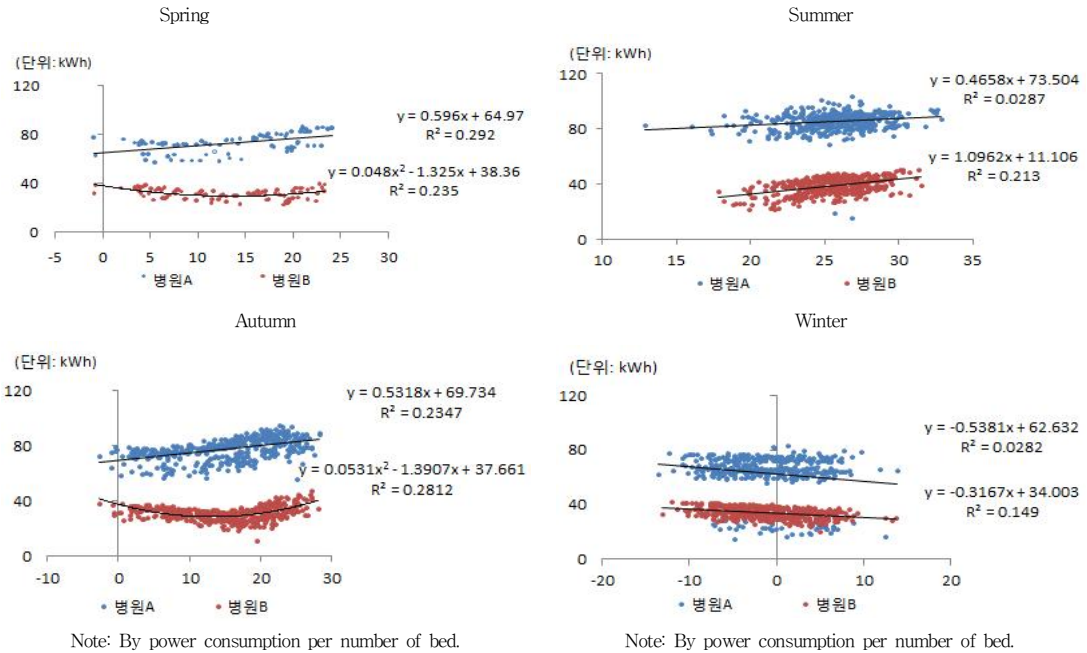 Spring
(단위: kWh)
120
80
40
0
-5 0 5 10 15 20 25 30
y = 0.596x + 64.97
R² = 0.292
y = 0.048x² - 1.325x + 38.36
R² = 0.235
병원A 병원B
Summer
(단위: kWh)
120
80
40
0
10 15 20 25 30 35
y = 0.4658x + 73.504
R² = 0.0287
y = 1.0962x + 11.106
R² = 0.213
병원A 병원B
Autumn
(단위: kWh)
120
80
40
0
-10 0 10 20 30
y = 0.5318x + 69.734
R² = 0.2347
y = 0.0531x² - 1.3907x + 37.661
R² = 0.2812
병원A 병원B
Note: By power consumption per number of bed.
Winter
(단위: kWh)
120
80
40
0
-20 -10 0 10 20
y = -0.5381x + 62.632
R² = 0.0282
y = -0.3167x + 34.003
R² = 0.149
병원A 병원B
Note: By power consumption per number of bed.